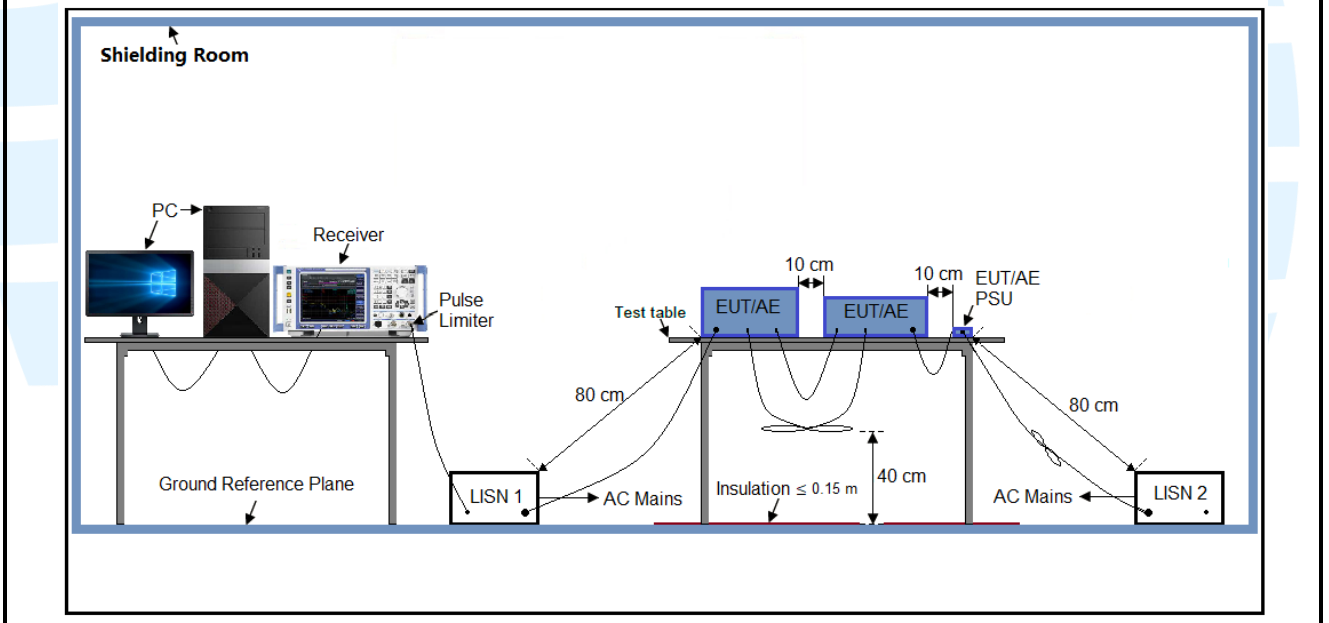 Shielding Room
PC
Receiver
Pulse
Limiter
10 cm
10 cm
EUT/AE
PSU
Test table
EUT/AE
EUT/AE
80 cm
80 cm
40 cm
Ground Reference Plane
LISN 1
AC Mains
Insulation ≤ 0.15 m
AC Mains
LISN 2